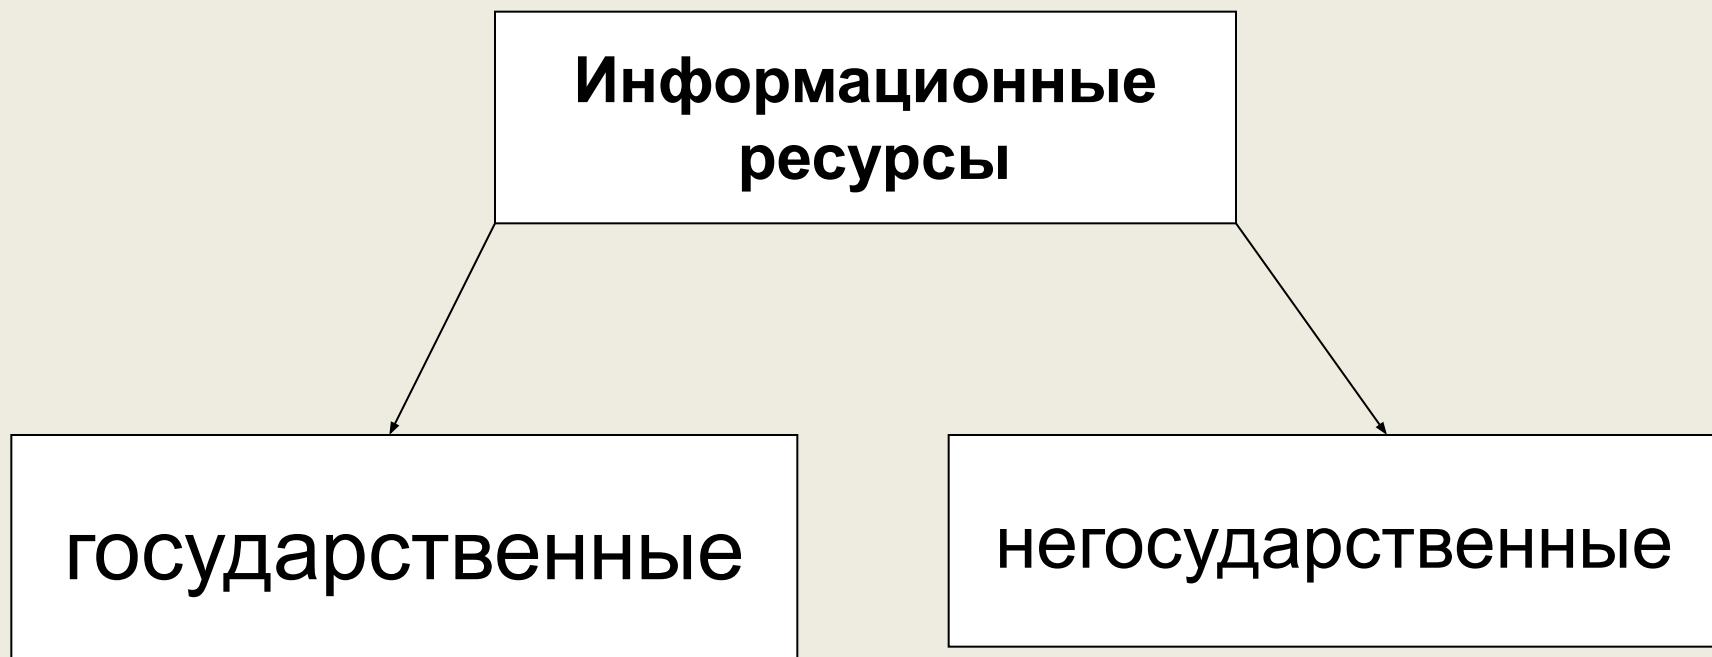 Информационные
ресурсы
государственные
негосударственные